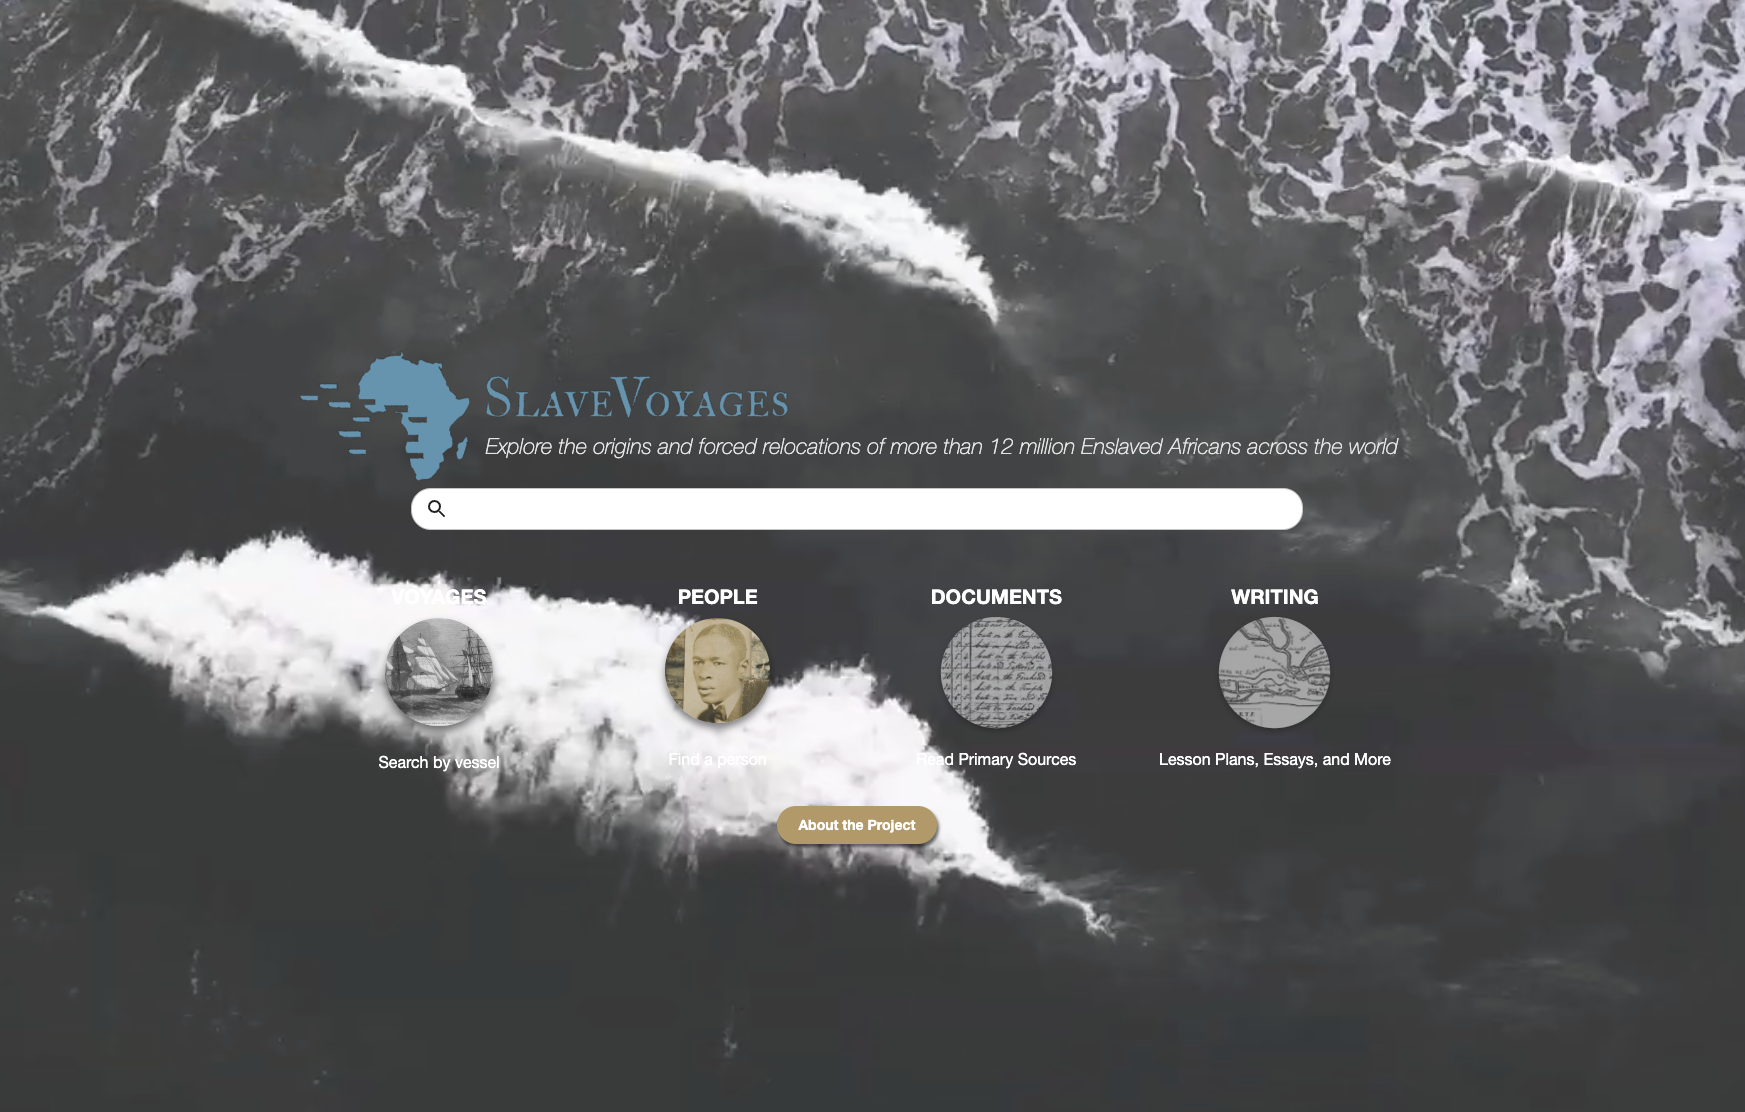 SLAVEVOYAGES
Explore the origins and forced relocations of more than 12 million Enslaved Africans across the world
VOYAGES
PEOPLE
DOCUMENTS
WRITING
Search by vessel
Find a person
Read Primary Sources
Lesson Plans, Essays, and More
About the Project